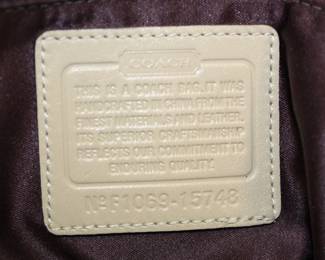 COACH
THIS IS A COACH BAG. IT WAS
HANDCRAFTED IN CHINA FROM THE
FINEST MATERIALS AND LEATHER.
ITS SUPERIOR CRAFTSMANSHIP
REFLECTS OUR COMMITMENT TO
ENDURING QUALITY.
Nº F1069-15748